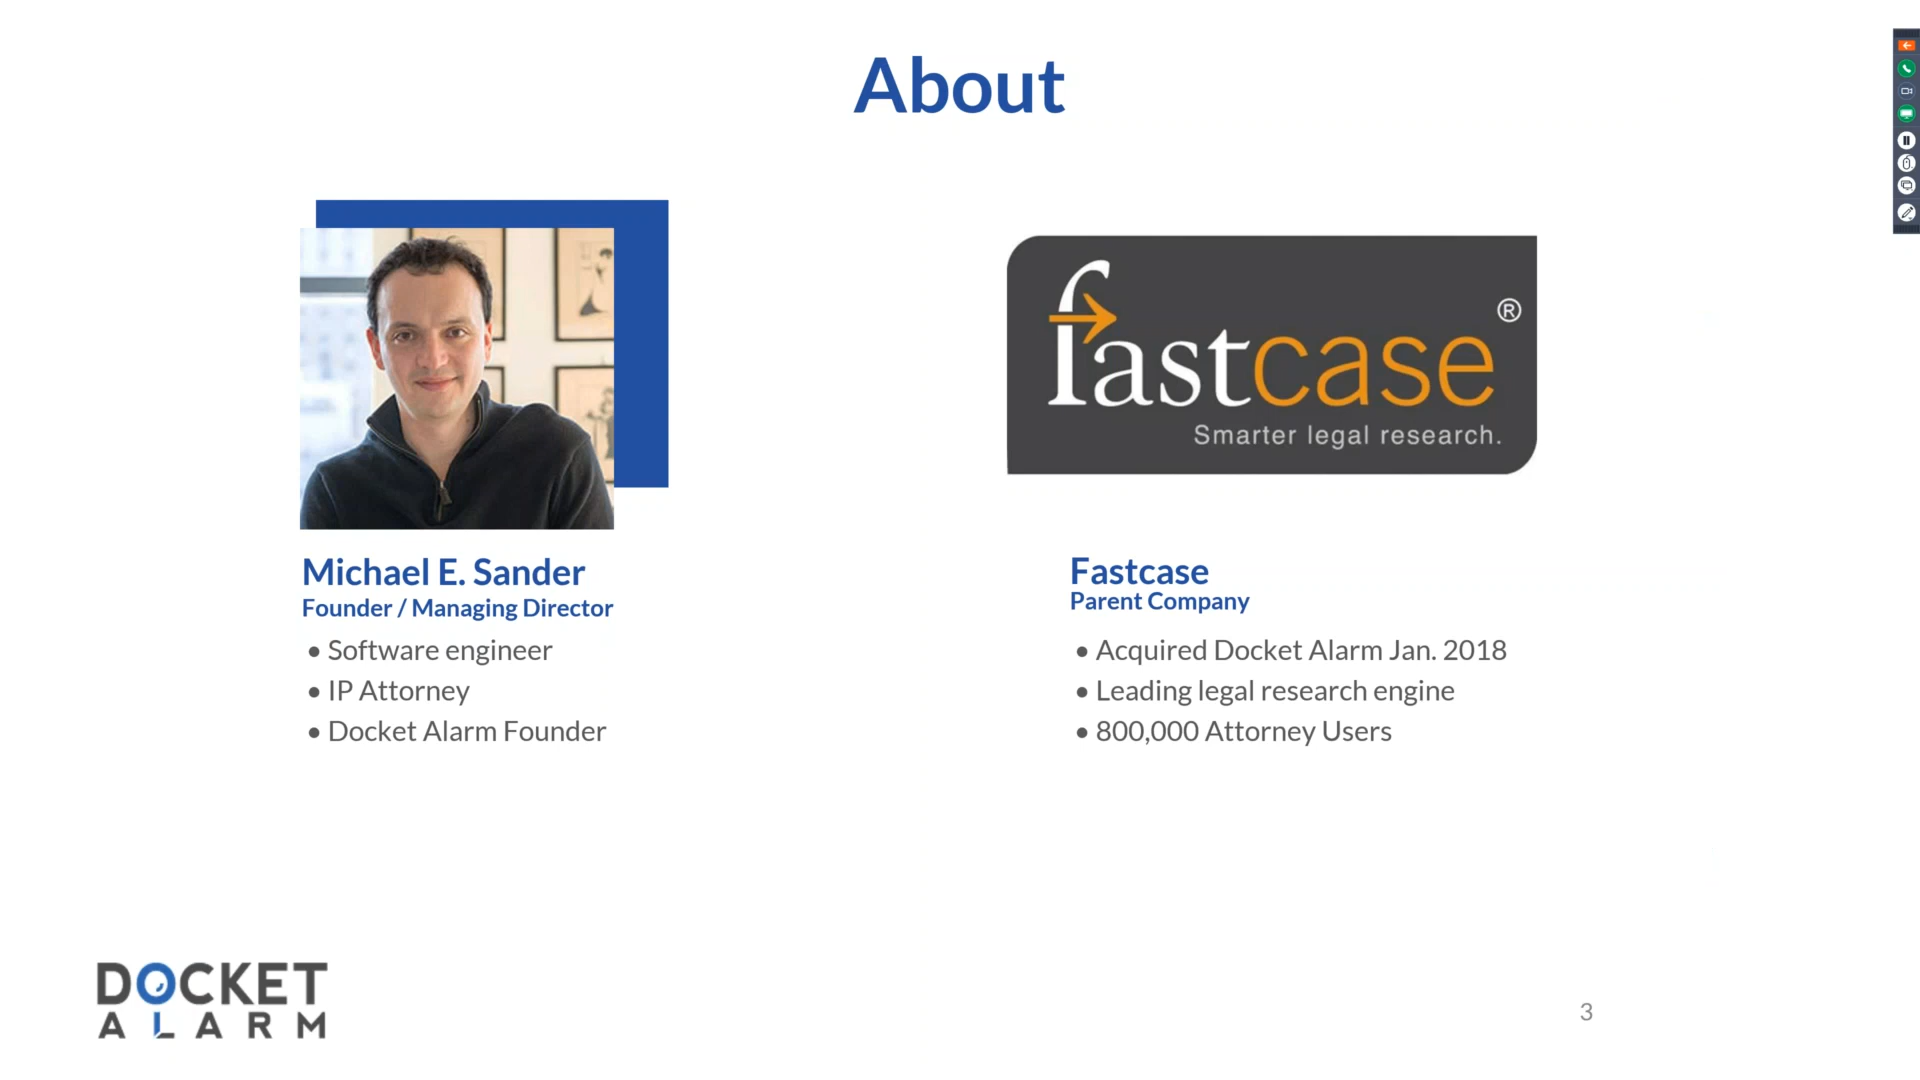 About
Michael E. Sander
Founder / Managing Director
• Software engineer
• IP Attorney
• Docket Alarm Founder
fastcase®
Smarter legal research.
Fastcase
Parent Company
• Acquired Docket Alarm Jan. 2018
• Leading legal research engine
• 800,000 Attorney Users
DOCKET
ALARM
3